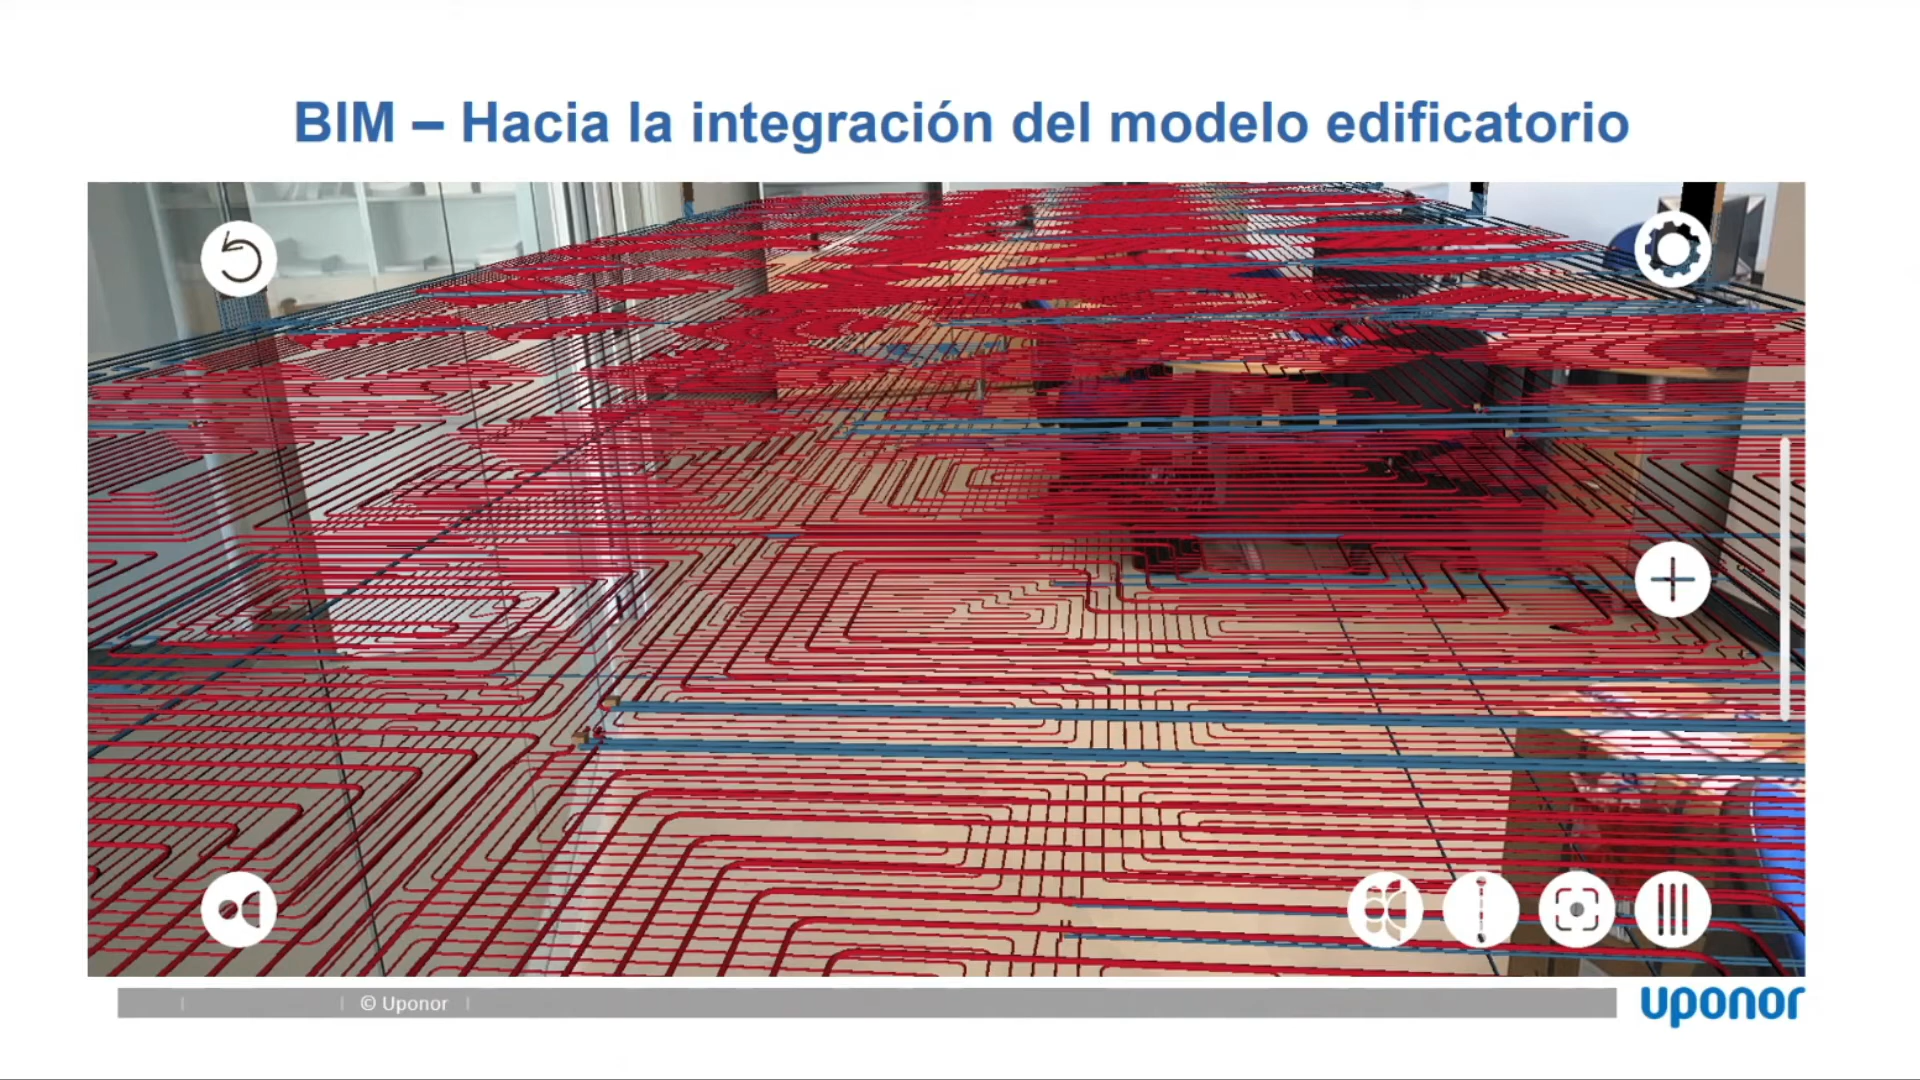 BIM – Hacia la integración del modelo edificatorio
© Uponor
uponor